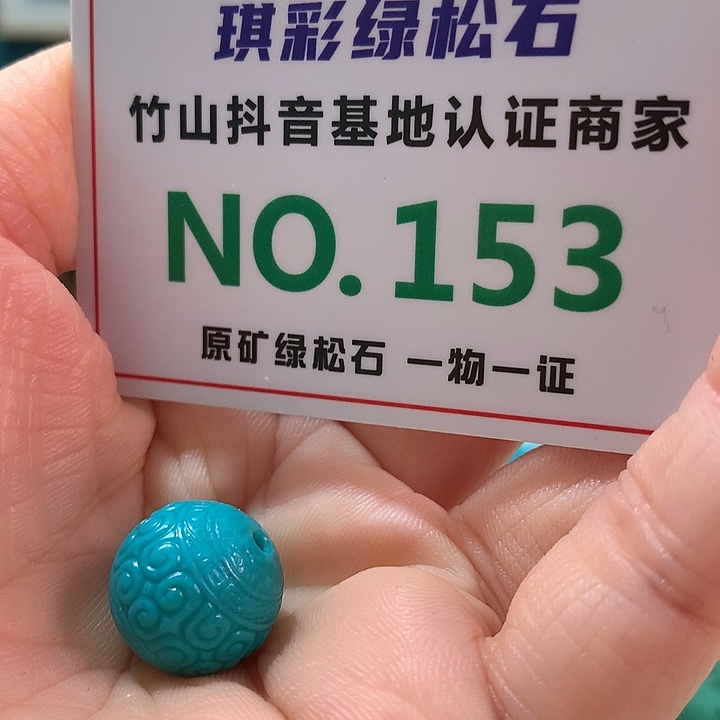 琪彩绿松石
竹山抖音基地认证商家
NO.153
原矿绿松石 一物一证